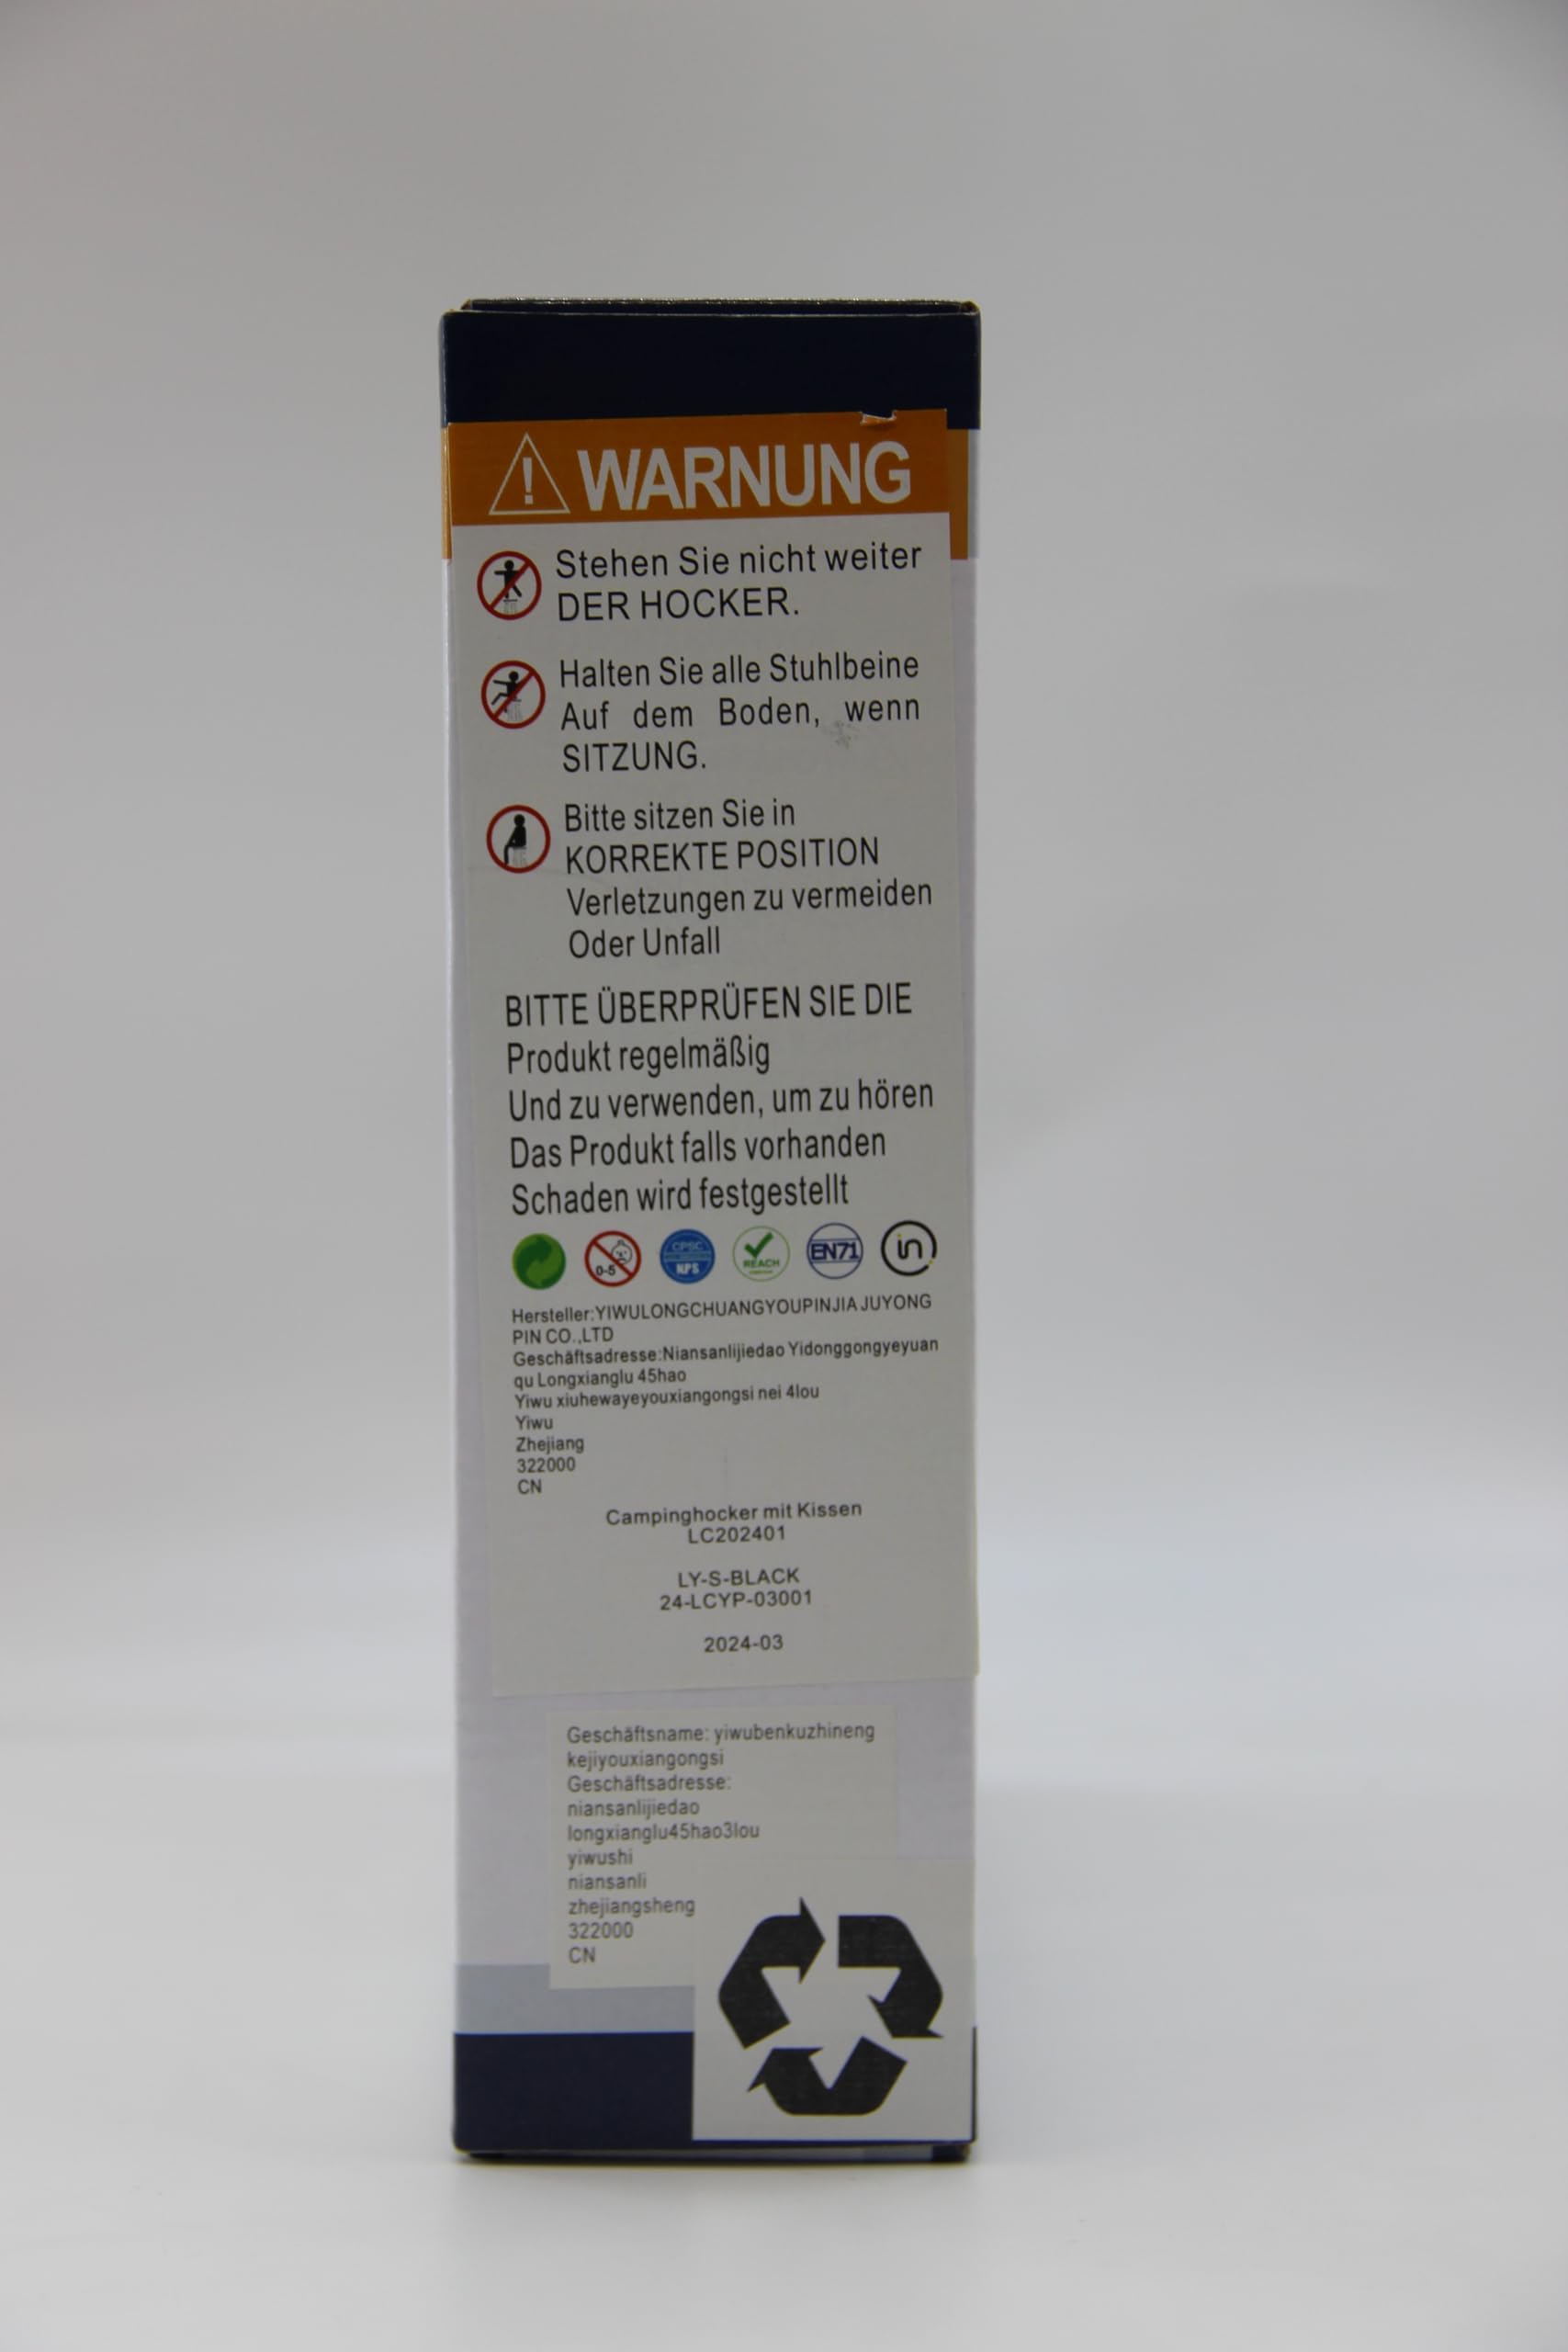 ! WARNUNG
Stehen Sie nicht weiter
DER HOCKER.
Halten Sie alle Stuhlbeine
Auf dem Boden, wenn
SITZUNG.
Bitte sitzen Sie in
KORREKTE POSITION
Verletzungen zu vermeiden
Oder Unfall
BITTE ÜBERPRÜFEN SIE DIE
Produkt regelmäßig
Und zu verwenden, um zu hören
Das Produkt falls vorhanden
Schaden wird festgestellt
0-5
CPSC
NPS
REACH
EN71
in
Hersteller:YIWULONGCHUANGYOUPINJIAJUYONG
PIN CO.,LTD
Geschäftsadresse:Niansanlijiedao Yidonggongyeyuan
qu Longxianglu 45hao
Yiwu xiuhewayeyouxiangongsi nei 4lou
Yiwu
Zhejiang
322000
CN
Campinghocker mit Kissen
LC202401
LY-S-BLACK
24-LCYP-03001
2024-03
Geschäftsname: yiwubenkuzhineng
kejiyouxiangongsi
Geschäftsadresse:
niansanlijiedao
longxianglu45hao3lou
yiwushi
niansanli
zhejiangsheng
322000
CN